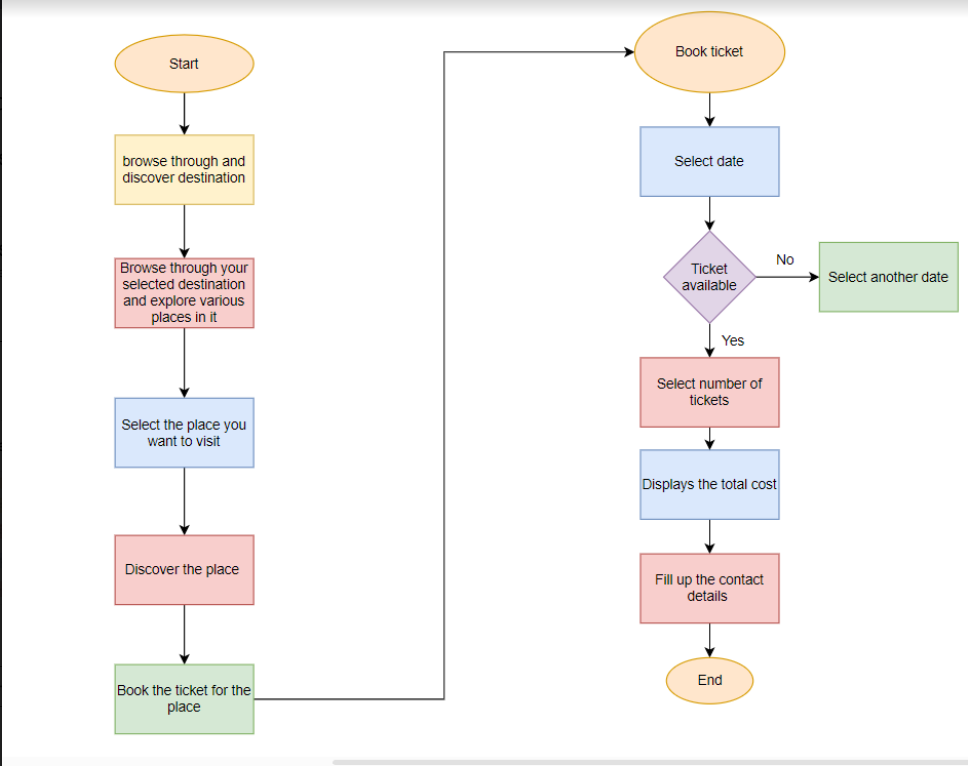 Start
browse through and
discover destination
Browse through your
selected destination
and explore various
places in it
Select the place you
want to visit
Discover the place
Book the ticket for the
place
Book ticket
Select date
Ticket
available
No
Select another date
Yes
Select number of
tickets
Displays the total cost
Fill up the contact
details
End